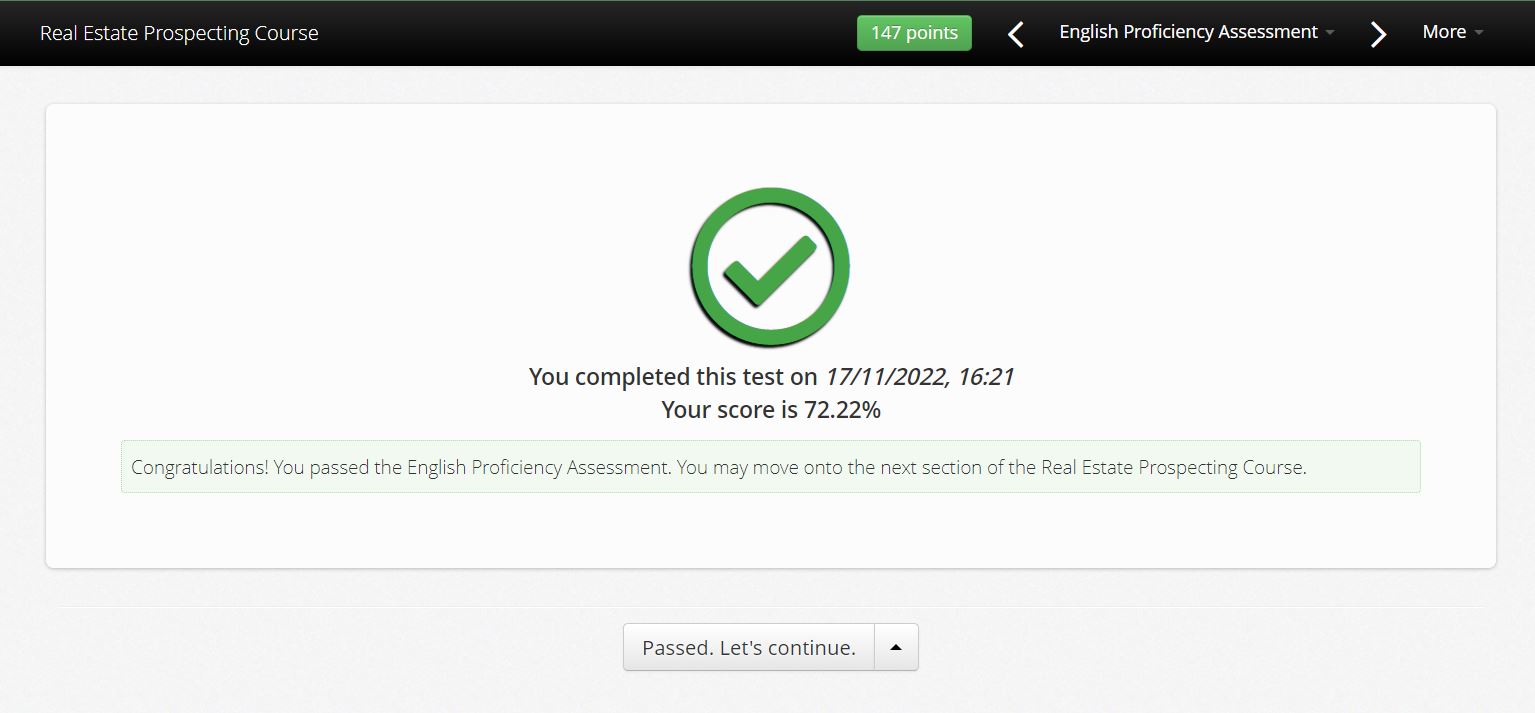 Real Estate Prospecting Course
147 points
English Proficiency Assessment
More
You completed this test on 17/11/2022, 16:21
Your score is 72.22%
Congratulations! You passed the English Proficiency Assessment. You may move onto the next section of the Real Estate Prospecting Course.
Passed. Let's continue.